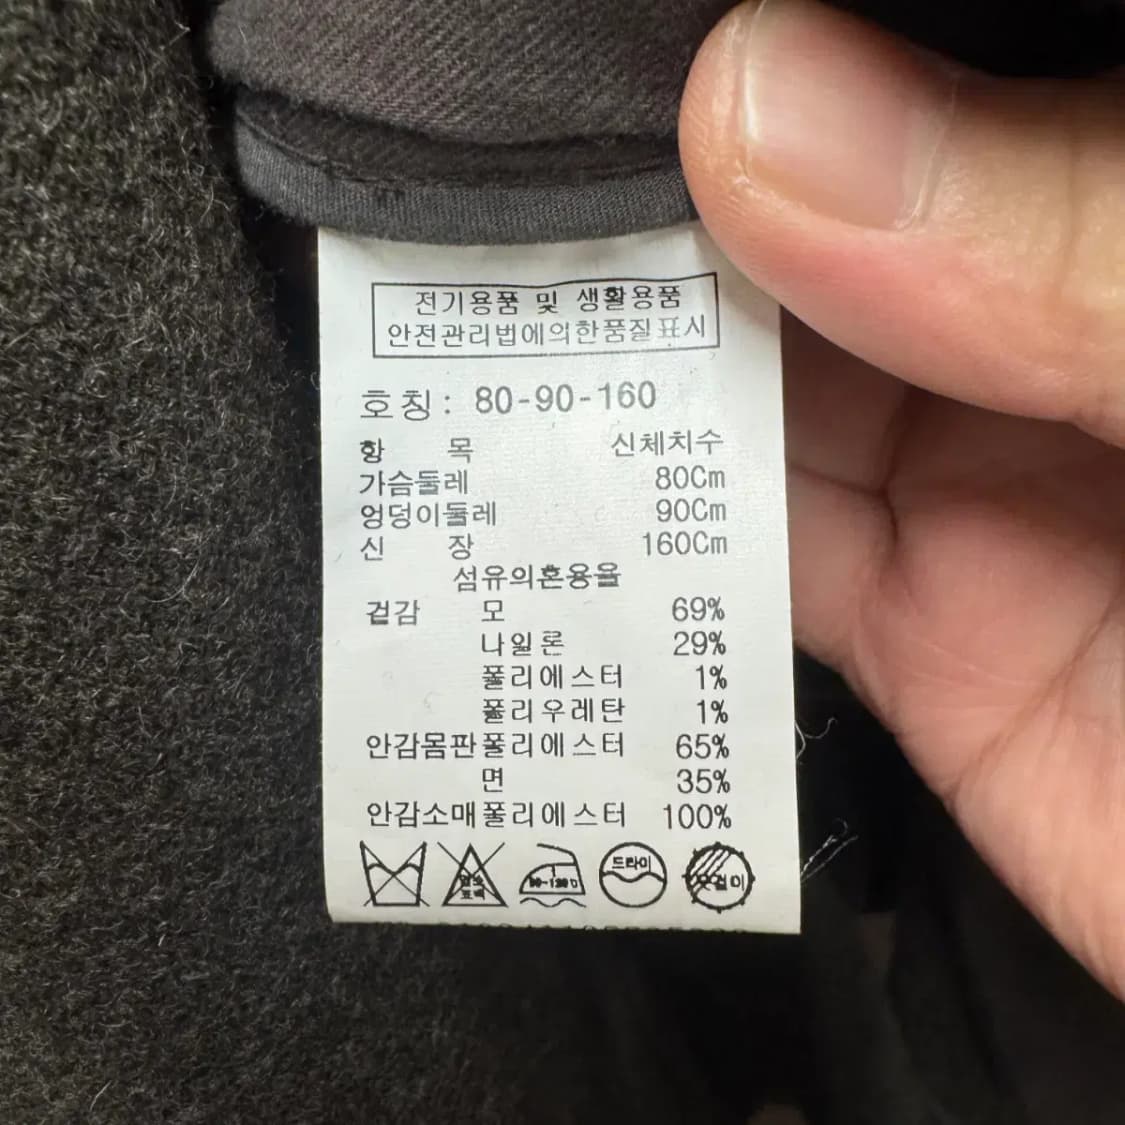 전기용품 및 생활용품
안전관리법에의한품질표시
호칭: 80-90-160
항 목 신체치수
가슴둘레 80Cm
엉덩이둘레 90Cm
신 장 160Cm
섬유의혼용율
겉감 모 69%
나일론 29%
폴리에스터 1%
폴리우레탄 1%
안감몸판폴리에스터 65%
면 35%
안감소매폴리에스터 100%
드라이